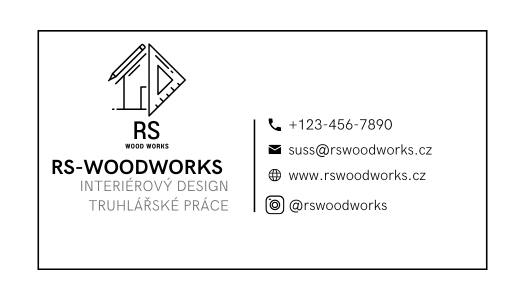 RS
WOOD WORKS
RS-WOODWORKS
INTERIÉROVÝ DESIGN
TRUHLÁŘSKÉ PRÁCE
+123-456-7890
suss@rswoodworks.cz
www.rswoodworks.cz
@rswoodworks